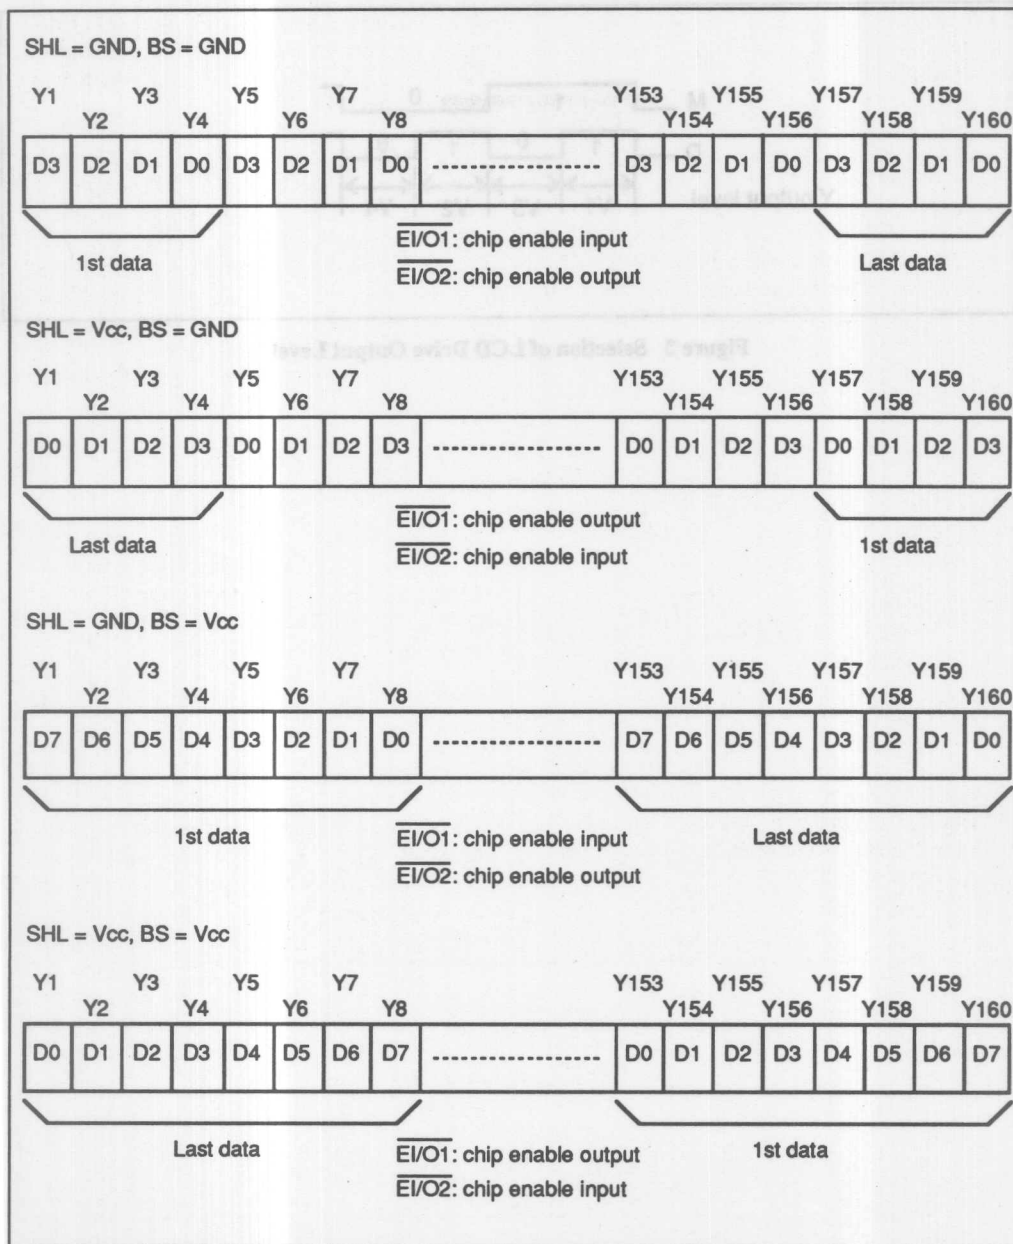 SHL = GND, BS = GND
Y1 Y3 Y5 Y7 Y153 Y155 Y157 Y159
Y2 Y4 Y6 Y8 Y154 Y156 Y158 Y160
D3 D2 D1 D0 D3 D2 D1 D0 D3 D2 D1 D0 D3 D2 D1 D0
1st data EI/O1: chip enable input Last data
EI/O2: chip enable output
SHL = Vcc, BS = GND
Y1 Y3 Y5 Y7 Y153 Y155 Y157 Y159
Y2 Y4 Y6 Y8 Y154 Y156 Y158 Y160
D0 D1 D2 D3 D0 D1 D2 D3 D0 D1 D2 D3 D0 D1 D2 D3
EI/O1: chip enable output
Last data EI/O2: chip enable input 1st data
SHL = GND, BS = Vcc
Y1 Y3 Y5 Y7 Y153 Y155 Y157 Y159
Y2 Y4 Y6 Y8 Y154 Y156 Y158 Y160
D7 D6 D5 D4 D3 D2 D1 D0 D7 D6 D5 D4 D3 D2 D1 D0
1st data EI/O1: chip enable input Last data
EI/O2: chip enable output
SHL = Vcc, BS = Vcc
Y1 Y3 Y5 Y7 Y153 Y155 Y157 Y159
Y2 Y4 Y6 Y8 Y154 Y156 Y158 Y160
D0 D1 D2 D3 D4 D5 D6 D7 D0 D1 D2 D3 D4 D5 D6 D7
Last data EI/O1: chip enable output 1st data
EI/O2: chip enable input